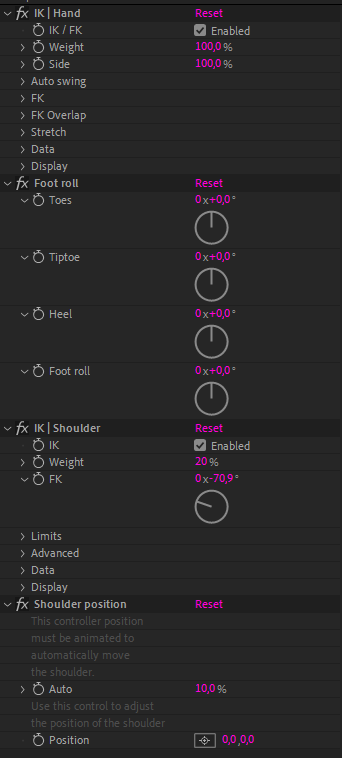 fx IK | Hand Reset
IK / FK Enabled
Weight 100,0 %
Side 100,0 %
Auto swing
FK
FK Overlap
Stretch
Data
Display
fx Foot roll Reset
Toes 0x+0,0°
Tiptoe 0x+0,0°
Heel 0x+0,0°
Foot roll 0x+0,0°
fx IK | Shoulder Reset
IK Enabled
Weight 20 %
FK 0x-70,9°
Limits
Advanced
Data
Display
fx Shoulder position Reset
This controller position
must be animated to
automatically move
the shoulder.
Auto 10,0 %
Use this control to adjust
the position of the shoulder
Position 0,0,0,0